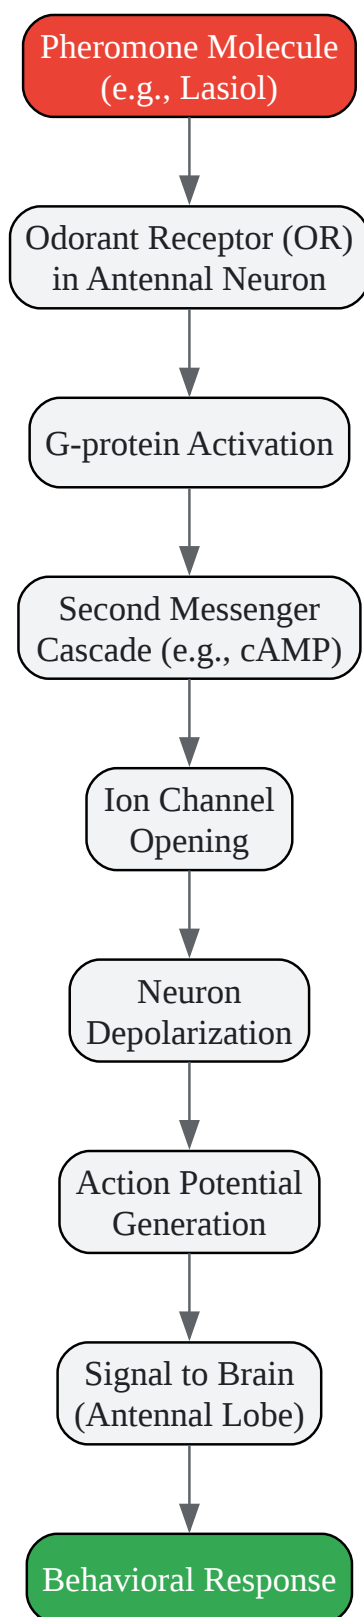 Pheromone Molecule
(e.g., Lasiol)
Odorant Receptor (OR)
in Antennal Neuron
G-protein Activation
Second Messenger
Cascade (e.g., cAMP)
Ion Channel
Opening
Neuron
Depolarization
Action Potential
Generation
Signal to Brain
(Antennal Lobe)
Behavioral Response